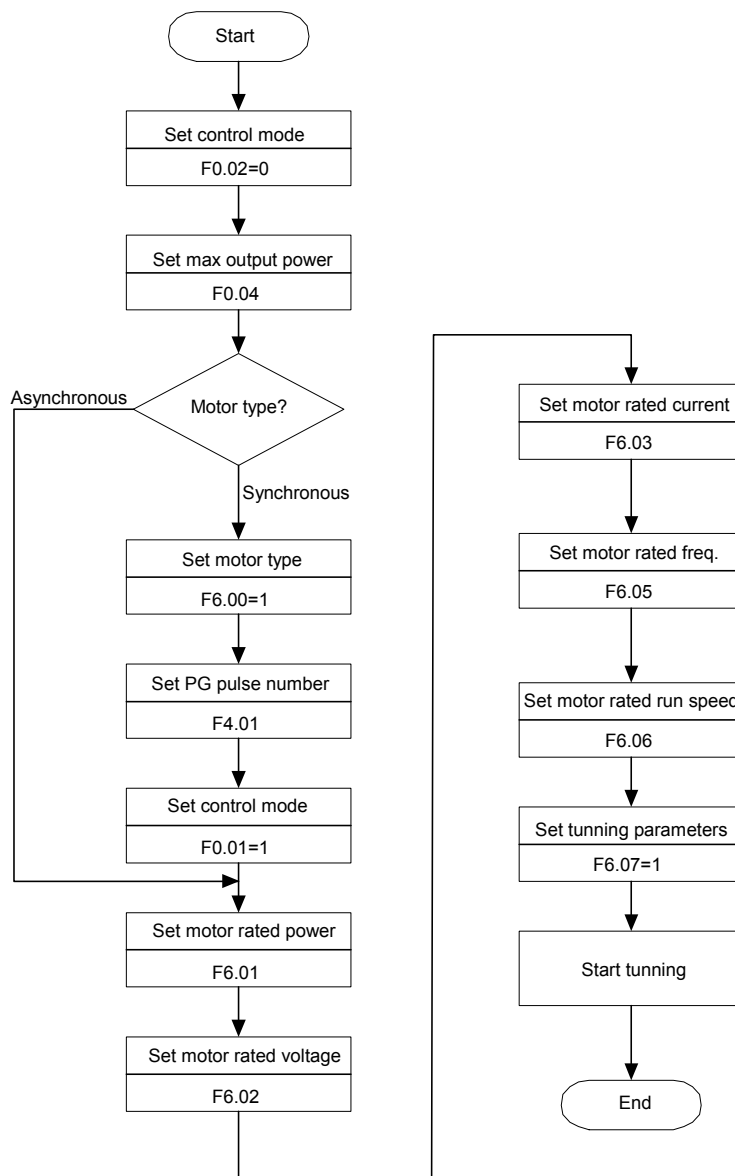 Start
Set control mode
F0.02=0
Set max output power
F0.04
Motor type?
Asynchronous
Synchronous
Set motor type
F6.00=1
Set PG pulse number
F4.01
Set control mode
F0.01=1
Set motor rated power
F6.01
Set motor rated voltage
F6.02
Set motor rated current
F6.03
Set motor rated freq.
F6.05
Set motor rated run speed
F6.06
Set tunning parameters
F6.07=1
Start tunning
End